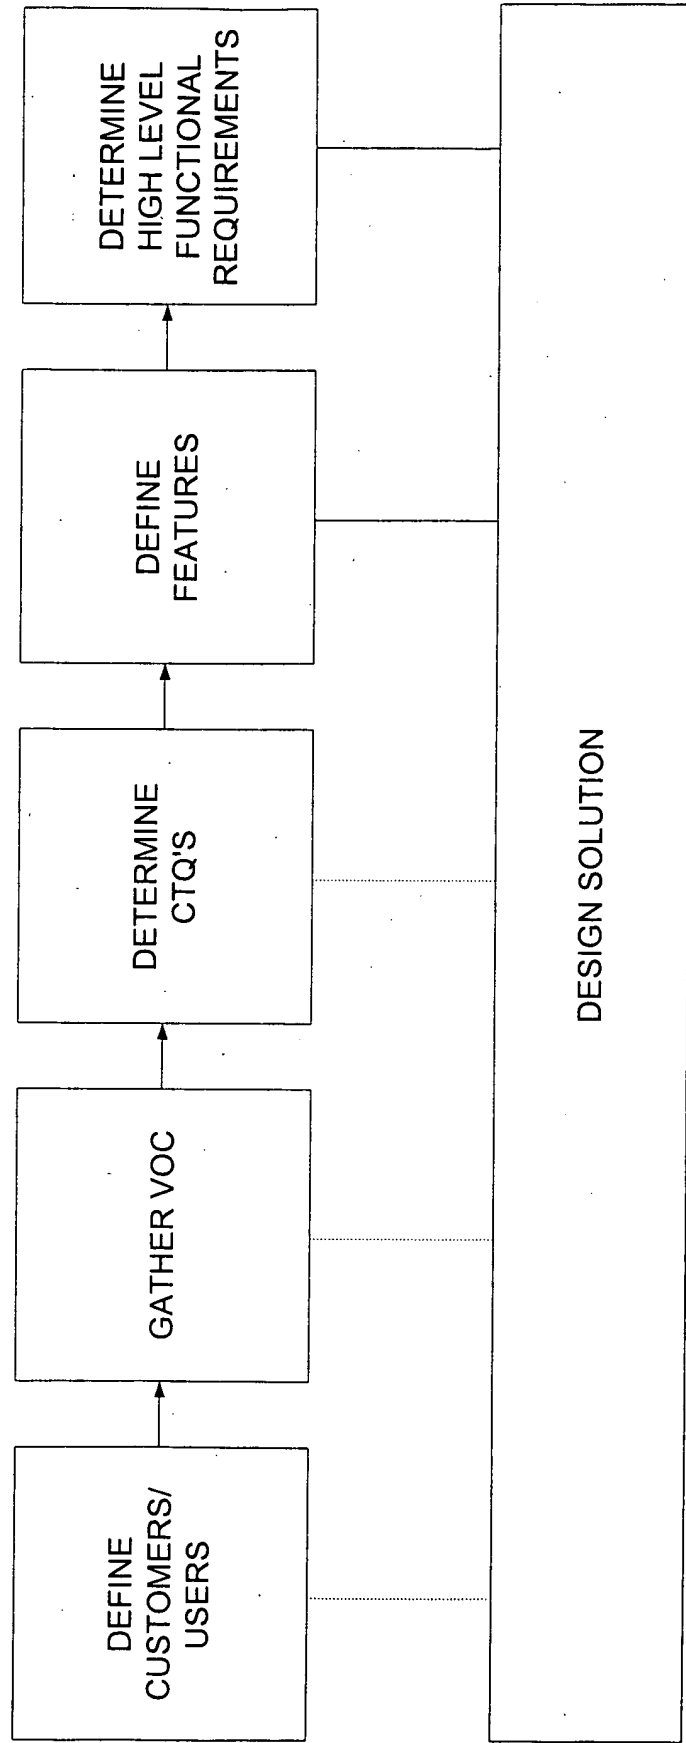 DEFINE
CUSTOMERS/
USERS
GATHER VOC
DETERMINE
CTQ'S
DEFINE
FEATURES
DETERMINE
HIGH LEVEL
FUNCTIONAL
REQUIREMENTS
DESIGN SOLUTION